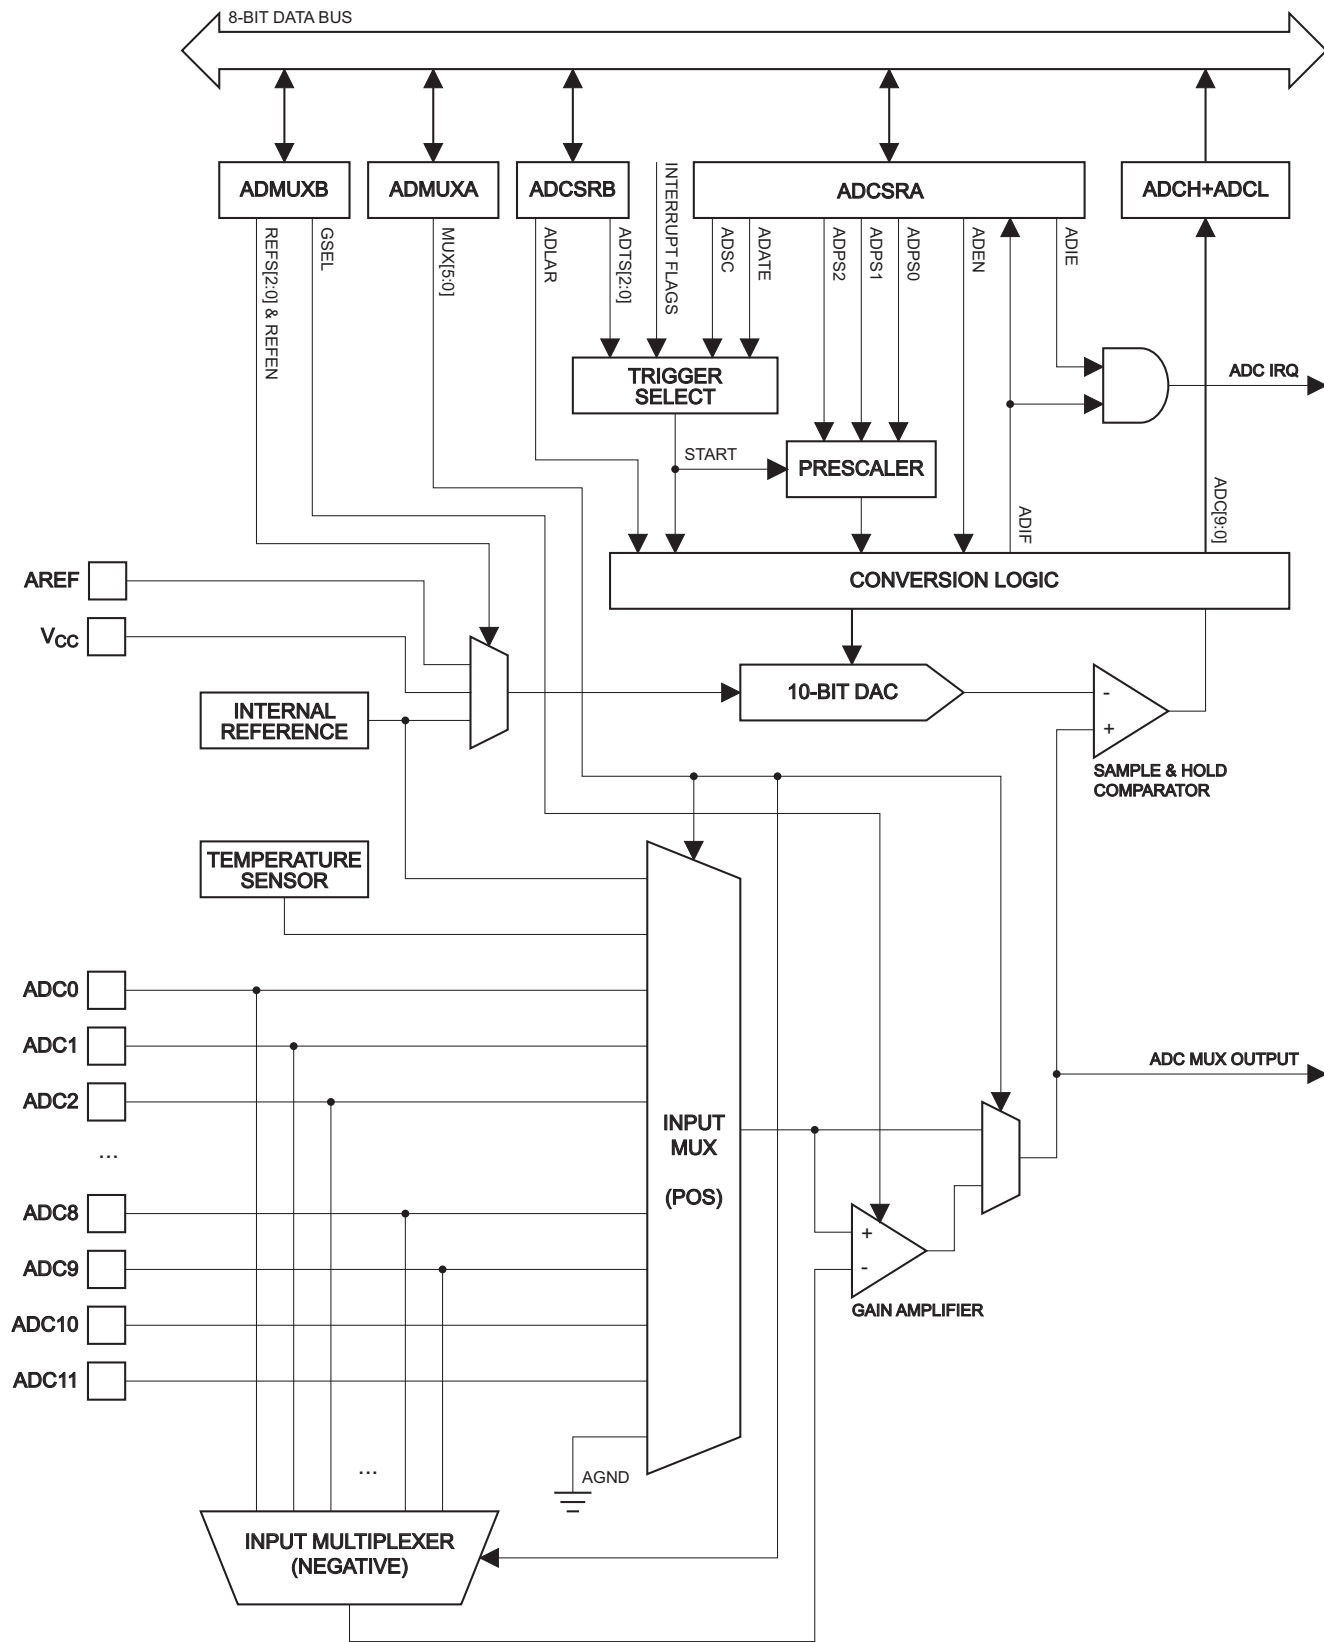 8-BIT DATA BUS
ADMUXB
ADMUXA
ADCSRB
ADCSRA
ADCH+ADCL
REFS[2:0] & REFEN
GSEL
MUX[5:0]
ADLAR
ADTS[2:0]
INTERRUPT FLAGS
ADSC
ADATE
ADPS2
ADPS1
ADPS0
ADEN
ADIE
TRIGGER
SELECT
ADC IRQ
START
PRESCALER
ADIF
ADC[9:0]
AREF
CONVERSION LOGIC
VCC
10-BIT DAC
-
+
INTERNAL
REFERENCE
SAMPLE & HOLD
COMPARATOR
TEMPERATURE
SENSOR
ADC0
ADC1
ADC2
...
ADC8
ADC9
ADC10
ADC11
INPUT
MUX
(POS)
ADC MUX OUTPUT
+
-
GAIN AMPLIFIER
...
AGND
INPUT MULTIPLEXER
(NEGATIVE)